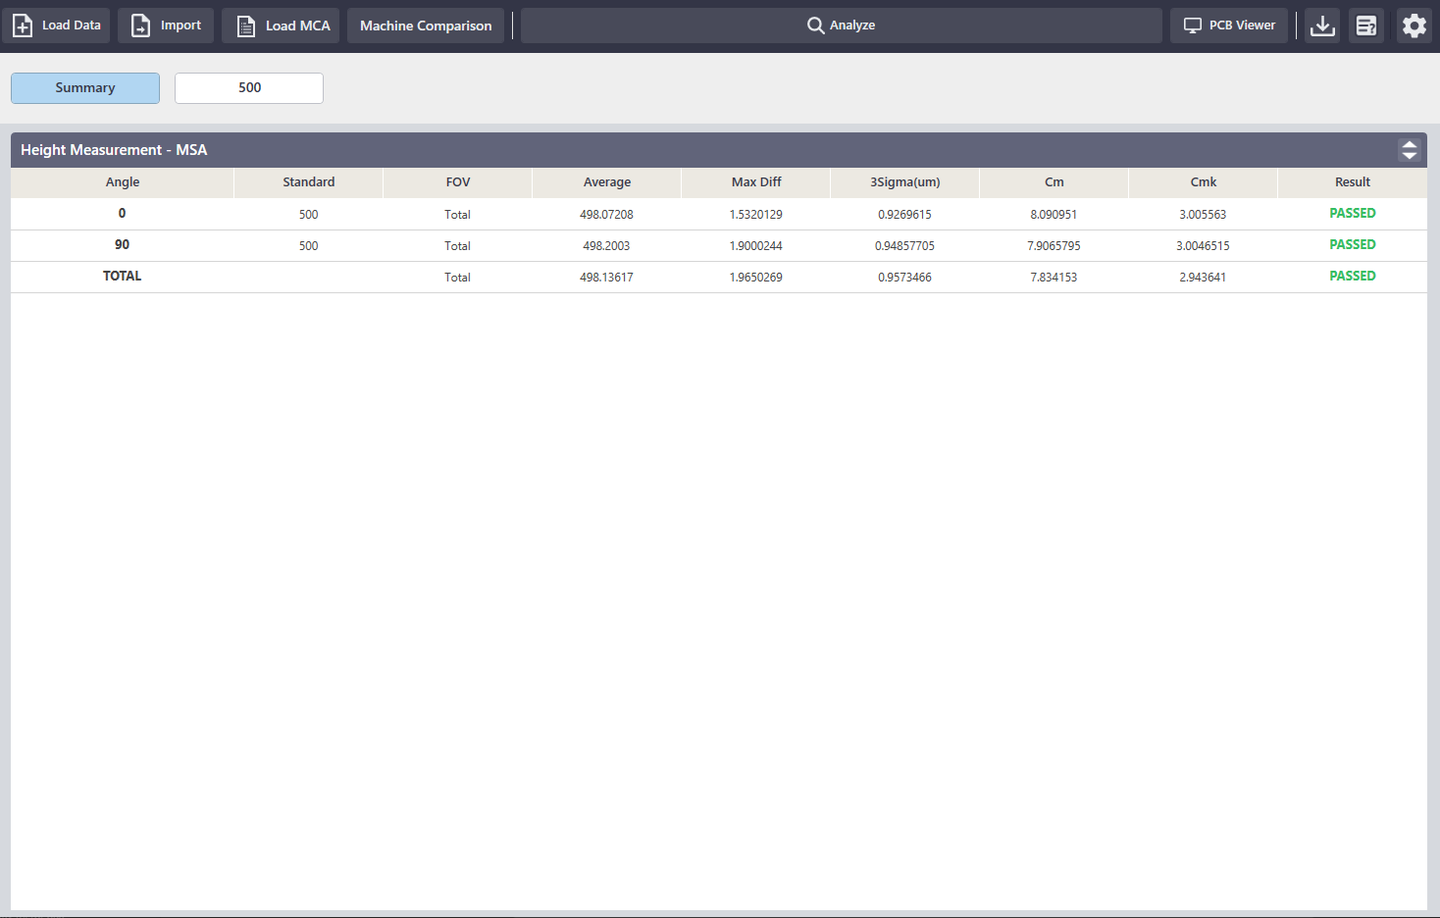 Load Data Import Load MCA Machine Comparison Analyze PCB Viewer
Summary 500
Height Measurement - MSA
Angle Standard FOV Average Max Diff 3Sigma(um) Cm Cmk Result
0 500 Total 498.07208 1.5320129 0.9269615 8.090951 3.005563 PASSED
90 500 Total 498.2003 1.9000244 0.94857705 7.9065795 3.0046515 PASSED
TOTAL Total 498.13617 1.9650269 0.9573466 7.834153 2.943641 PASSED